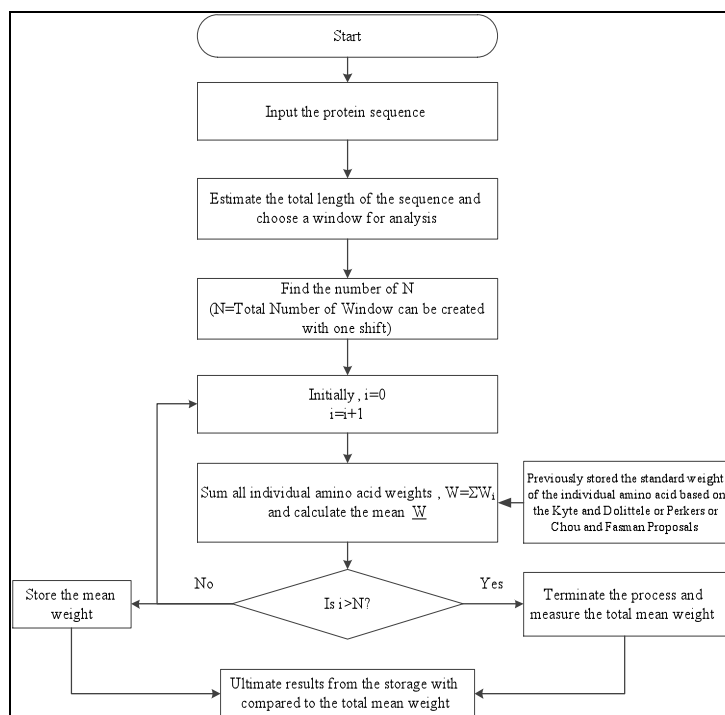 Start
Input the protein sequence
Estimate the total length of the sequence and
choose a window for analysis
Find the number of N
(N=Total Number of Window can be created
with one shift)
Initially , i=0
i=i+1
Sum all individual amino acid weights , W=ΣWi
and calculate the mean W
Previously stored the standard weight
of the individual amino acid based on
the Kyte and Dolittele or Perkers or
Chou and Fasman Proposals
Is i>N?
No
Yes
Store the mean
weight
Terminate the process and
measure the total mean weight
Ultimate results from the storage with
compared to the total mean weight